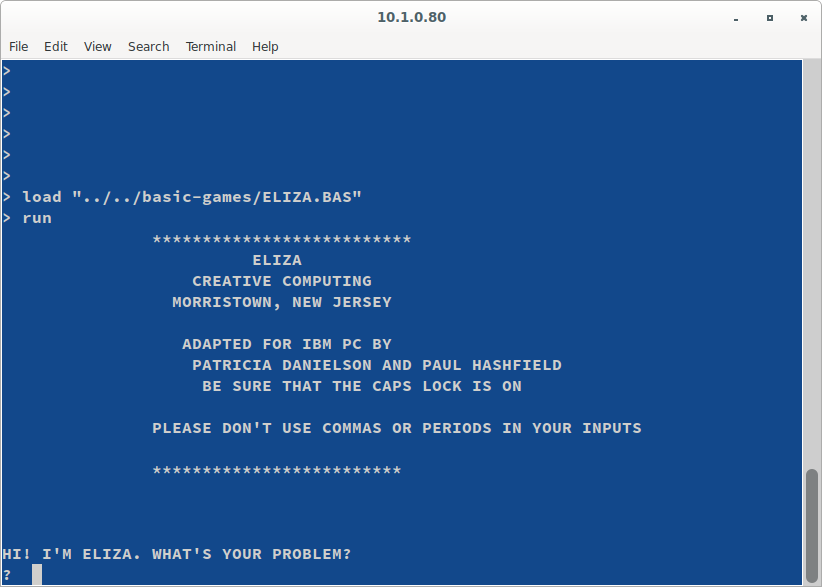 10.1.0.80
File Edit View Search Terminal Help
>
>
>
>
>
>
> load "../../basic-games/ELIZA.BAS"
> run
**************************
ELIZA
CREATIVE COMPUTING
MORRISTOWN, NEW JERSEY
ADAPTED FOR IBM PC BY
PATRICIA DANIELSON AND PAUL HASHFIELD
BE SURE THAT THE CAPS LOCK IS ON
PLEASE DON'T USE COMMAS OR PERIODS IN YOUR INPUTS
*************************
HI! I'M ELIZA. WHAT'S YOUR PROBLEM?
?